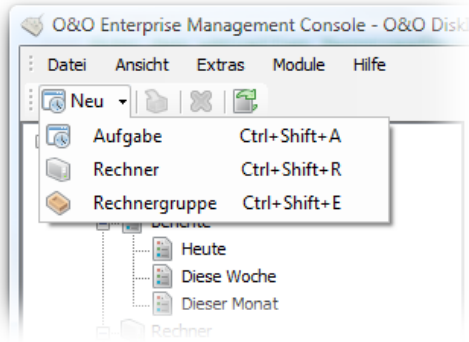 O&O Enterprise Management Console - O&O Disk
Datei Ansicht Extras Module Hilfe
Neu
Aufgabe Ctrl+Shift+A
Rechner Ctrl+Shift+R
Rechnergruppe Ctrl+Shift+E
Berichte
Heute
Diese Woche
Dieser Monat
Rechner